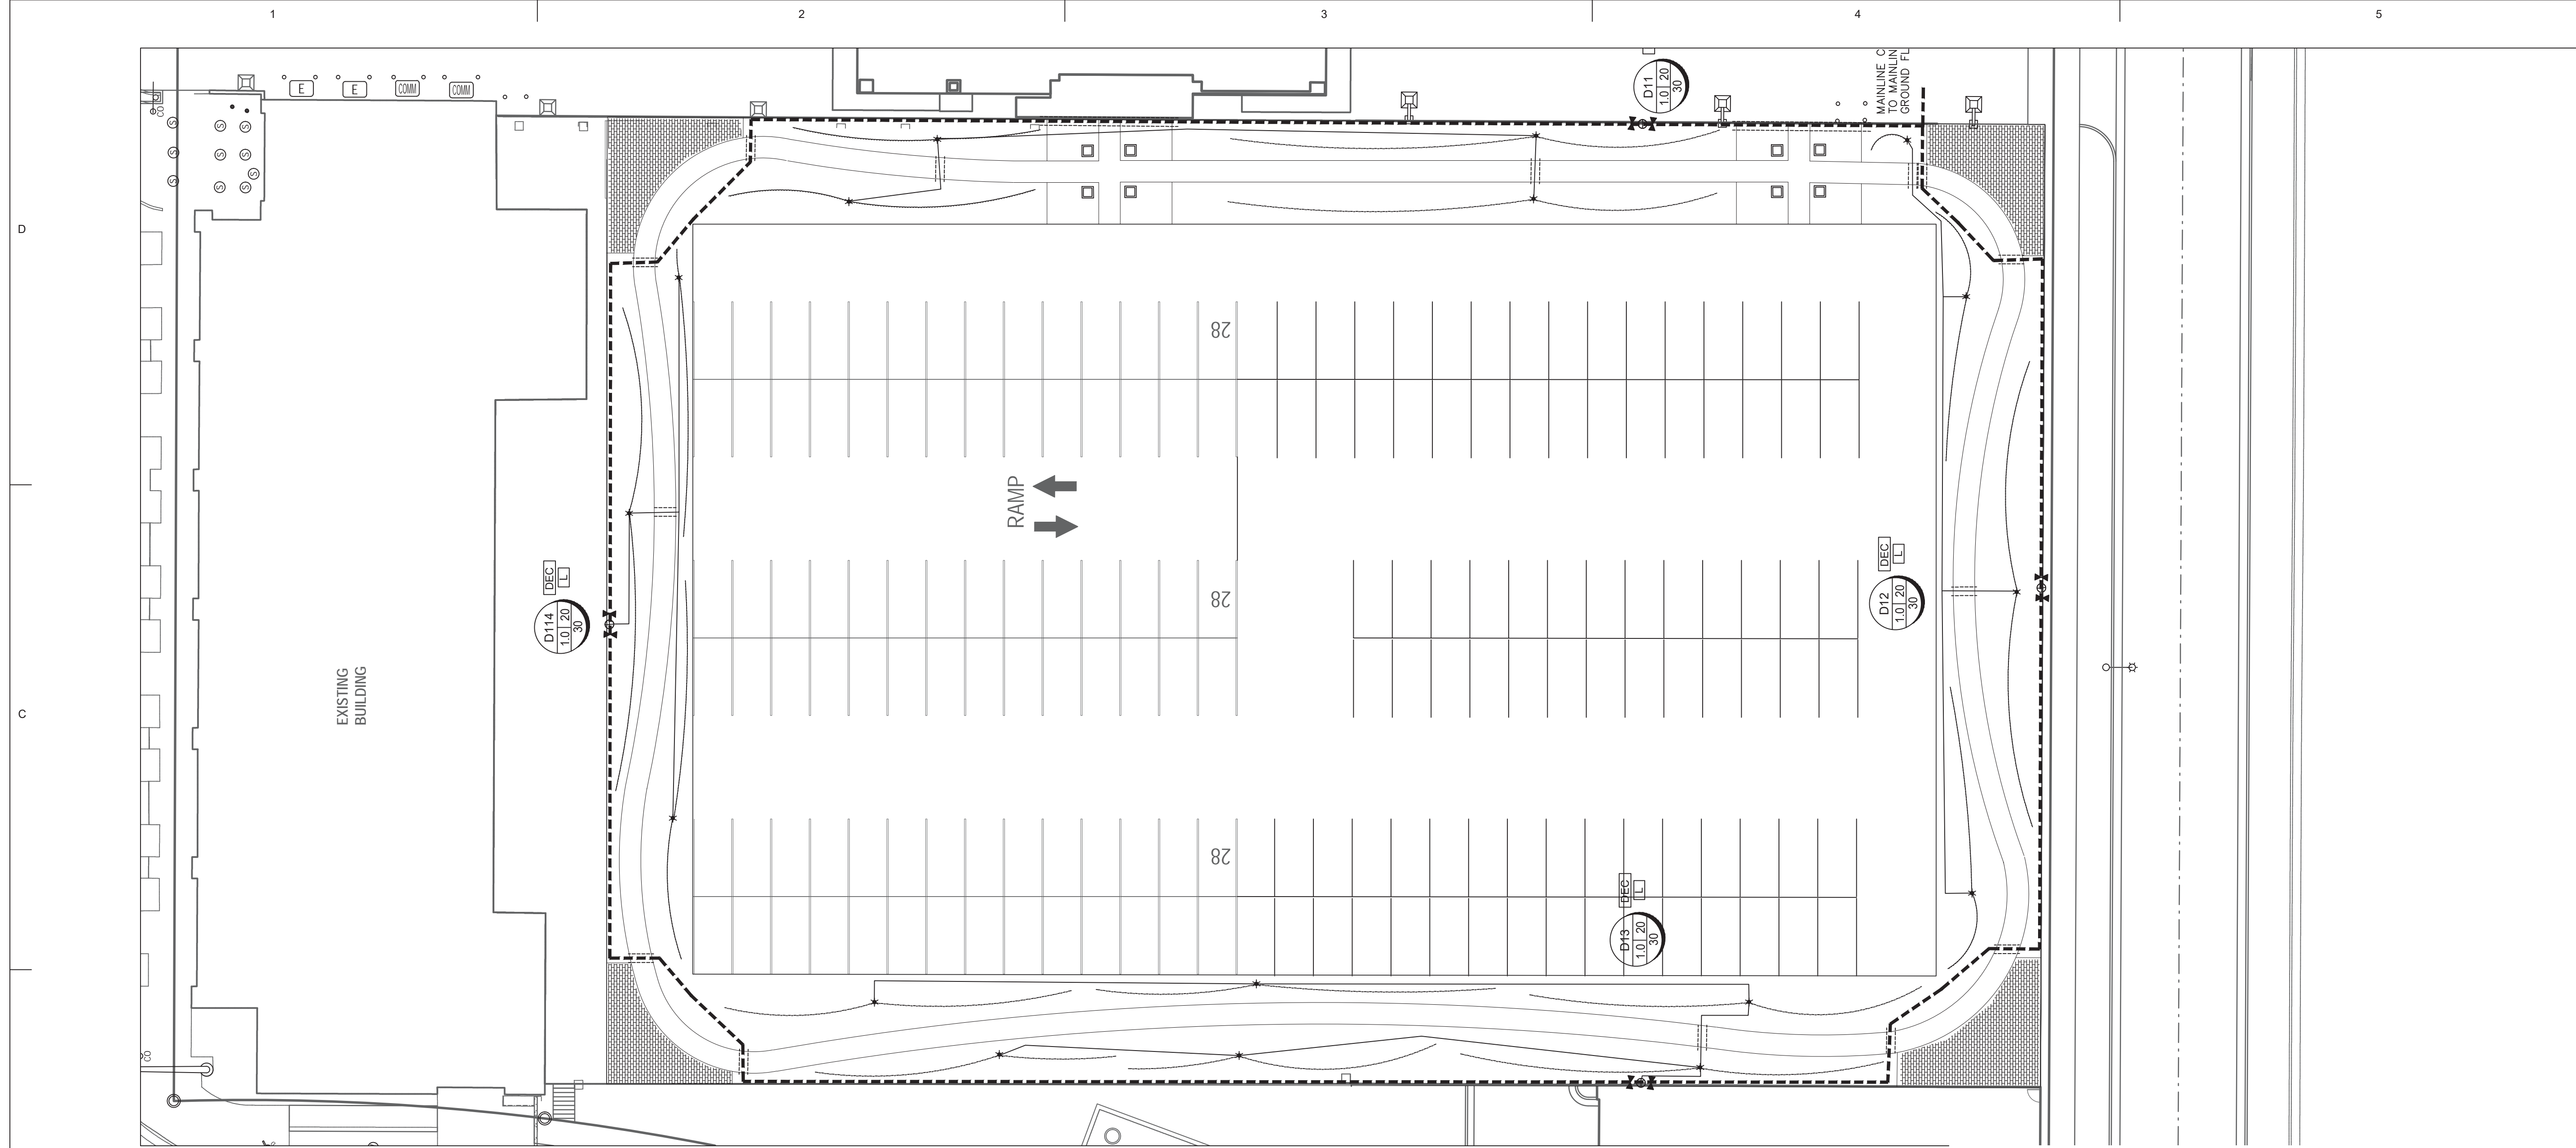 1
2
3
4
5
D
C
E
E
COMM
COMM
CO
S
S
S
S
S
S
S
S
S
S
D11
1.0 20
30
MAINLINE C
TO MAINLIN
GROUND FL
28
RAMP
28
28
DEC
L
D114
1.0 20
30
DEC
L
D12
1.0 20
30
DEC
L
D13
1.0 20
30
EXISTING
BUILDING
CO